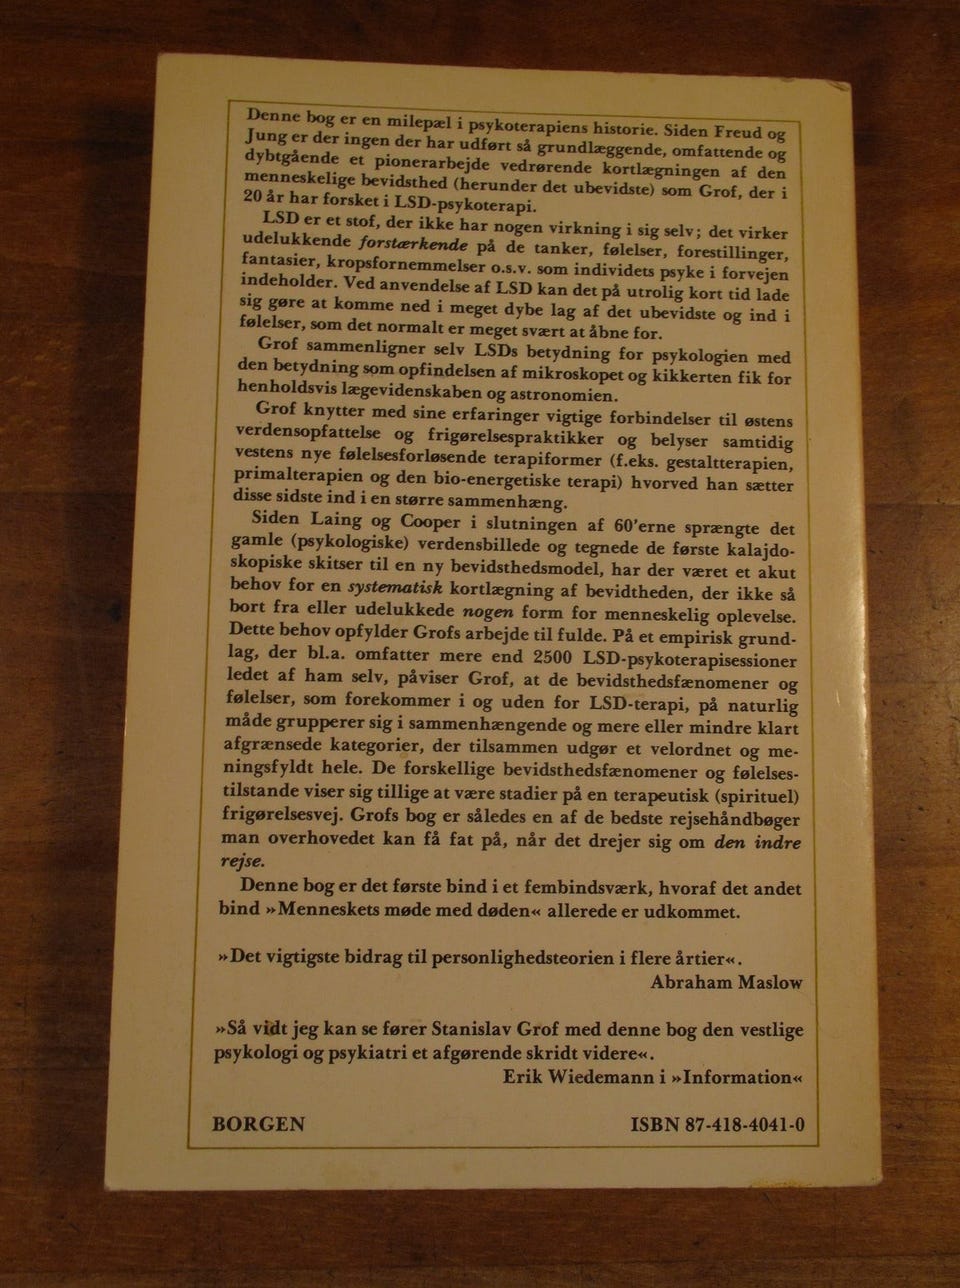 Denne bog er en milepæl i psykoterapiens historie. Siden Freud og
Jung er der ingen der har udført så grundlæggende, omfattende og
dybtgående et pionerarbejde vedrørende kortlægningen af den
menneskelige bevidsthed (herunder det ubevidste) som Grof, der i
20 år har forsket i LSD-psykoterapi.
LSD er et stof, der ikke har nogen virkning i sig selv; det virker
udelukkende forstærkende på de tanker, følelser, forestillinger,
fantasier, kropsfornemmelser o.s.v. som individets psyke i forvejen
indeholder. Ved anvendelse af LSD kan det på utrolig kort tid lade
sig gøre at komme ned i meget dybe lag af det ubevidste og ind i
følelser, som det normalt er meget svært at åbne for.
Grof sammenligner selv LSDs betydning for psykologien med
den betydning som opfindelsen af mikroskopet og kikkerten fik for
henholdsvis lægevidenskaben og astronomien.
Grof knytter med sine erfaringer vigtige forbindelser til østens
verdensopfattelse og frigørelsespraktikker og belyser samtidig
vestens nye følelsesforløsende terapiformer (f.eks. gestaltterapien,
primalterapien og den bio-energetiske terapi) hvorved han sætter
disse sidste ind i en større sammenhæng.
Siden Laing og Cooper i slutningen af 60'erne sprængte det
gamle (psykologiske) verdensbillede og tegnede de første kalajdo-
skopiske skitser til en ny bevidsthedsmodel, har der været et akut
behov for en systematisk kortlægning af bevidtheden, der ikke så
bort fra eller udelukkede nogen form for menneskelig oplevelse.
Dette behov opfylder Grofs arbejde til fulde. På et empirisk grund-
lag, der bl.a. omfatter mere end 2500 LSD-psykoterapisessioner
ledet af ham selv, påviser Grof, at de bevidsthedsfænomener og
følelser, som forekommer i og uden for LSD-terapi, på naturlig
måde grupperer sig i sammenhængende og mere eller mindre klart
afgrænsede kategorier, der tilsammen udgør et velordnet og me-
ningsfyldt hele. De forskellige bevidsthedsfænomener og følelses-
tilstande viser sig tillige at være stadier på en terapeutisk (spirituel)
frigørelsesvej. Grofs bog er således en af de bedste rejsehåndbøger
man overhovedet kan få fat på, når det drejer sig om den indre
rejse.
Denne bog er det første bind i et fembindsværk, hvoraf det andet
bind »Menneskets møde med døden« allerede er udkommet.
»Det vigtigste bidrag til personlighedsteorien i flere årtier«.
Abraham Maslow
»Så vidt jeg kan se fører Stanislav Grof med denne bog den vestlige
psykologi og psykiatri et afgørende skridt videre«.
Erik Wiedemann i »Information«
BORGEN ISBN 87-418-4041-0